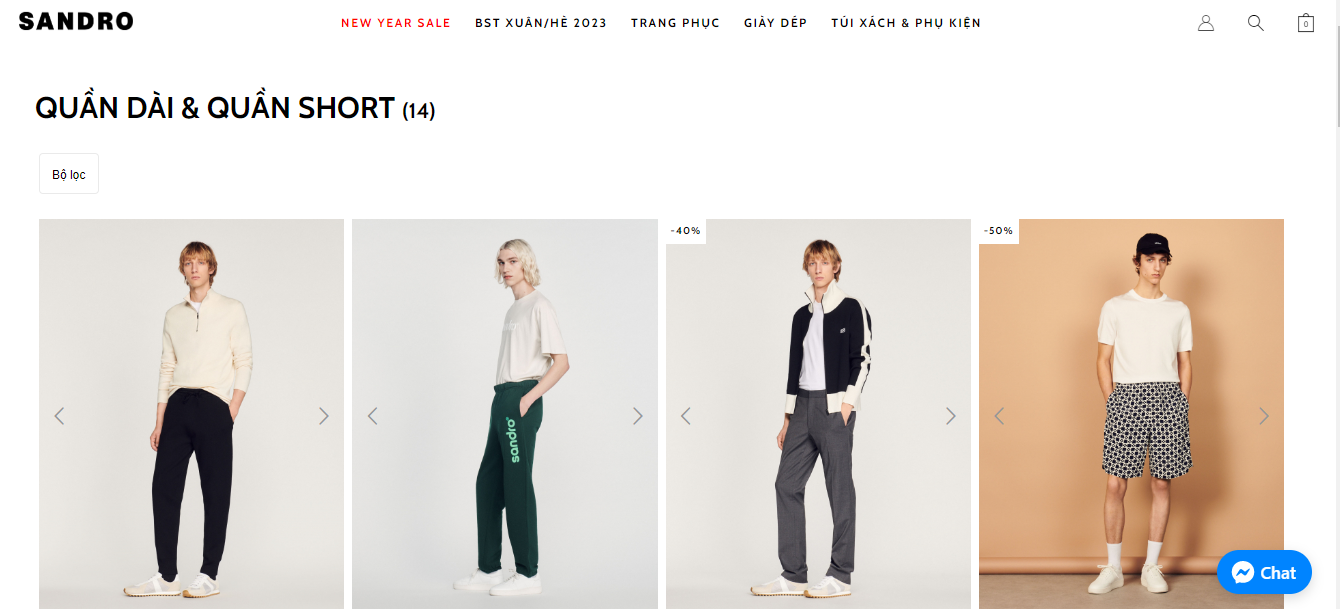 SANDRO
NEW YEAR SALE
BST XUÂN/HÈ 2023
TRANG PHỤC
GIÀY DÉP
TÚI XÁCH & PHỤ KIỆN
0
QUẦN DÀI & QUẦN SHORT (14)
Bộ lọc
-40%
-50%
sandro
Chat